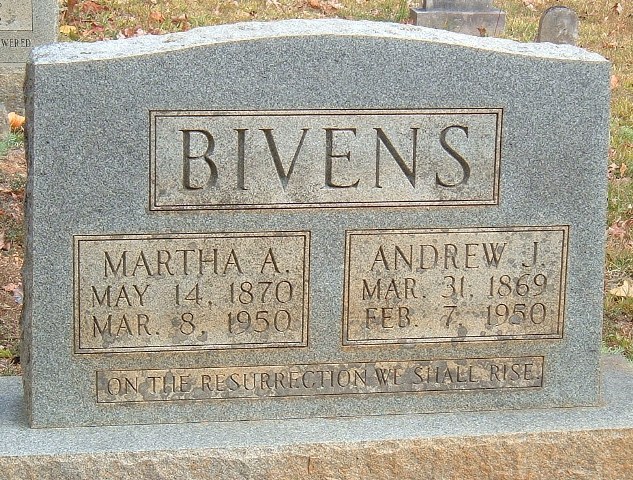 WERED
BIVENS
MARTHA A.
MAY 14, 1870
MAR. 8, 1950
ANDREW J.
MAR. 31, 1869
FEB. 7, 1950
ON THE RESURRECTION WE SHALL RISE